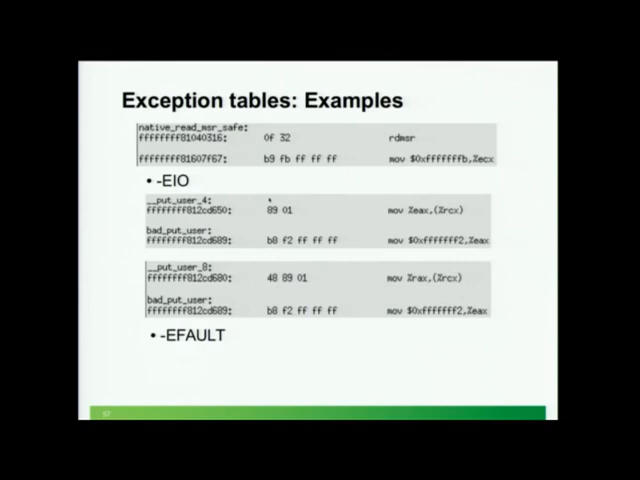 Exception tables: Examples
native_read_msr_safe:
ffffffff81040316: 0f 32 rdmsr
ffffffff81607f67: b9 fb ff ff ff mov $0xfffffffb,%ecx
• -EIO
__put_user_4:
ffffffff812cd650: 89 01 mov %eax,(%rcx)
bad_put_user:
ffffffff812cd689: b8 f2 ff ff ff mov $0xfffffff2,%eax
__put_user_8:
ffffffff812cd680: 48 89 01 mov %rax,(%rcx)
bad_put_user:
ffffffff812cd689: b8 f2 ff ff ff mov $0xfffffff2,%eax
• -EFAULT
57